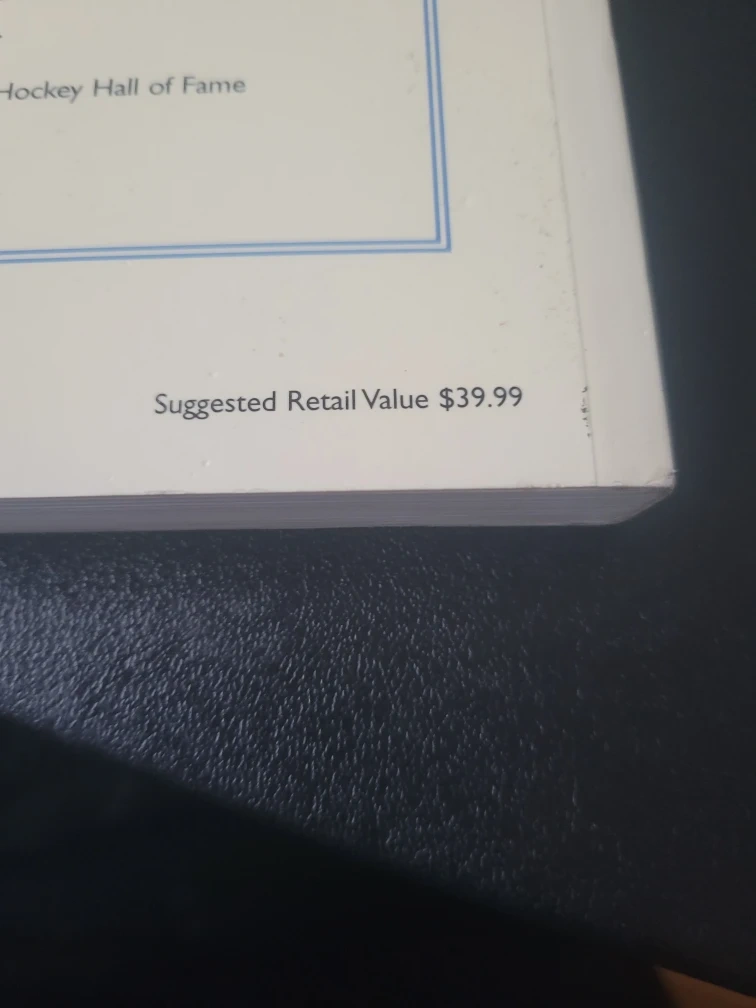 Hockey Hall of Fame
Suggested Retail Value $39.99